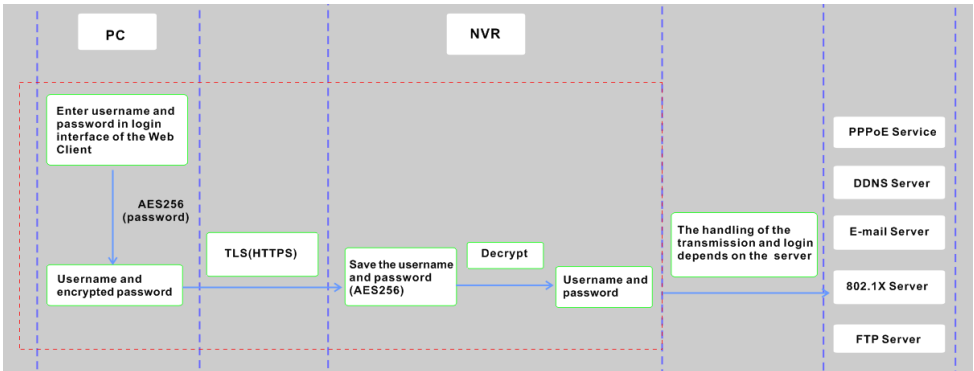 PC
NVR
Enter username and
password in login
interface of the Web
Client
AES256
(password)
Username and
encrypted password
TLS(HTTPS)
Save the username
and password
(AES256)
Decrypt
Username and
password
The handling of the
transmission and login
depends on the server
PPPoE Service
DDNS Server
E-mail Server
802.1X Server
FTP Server